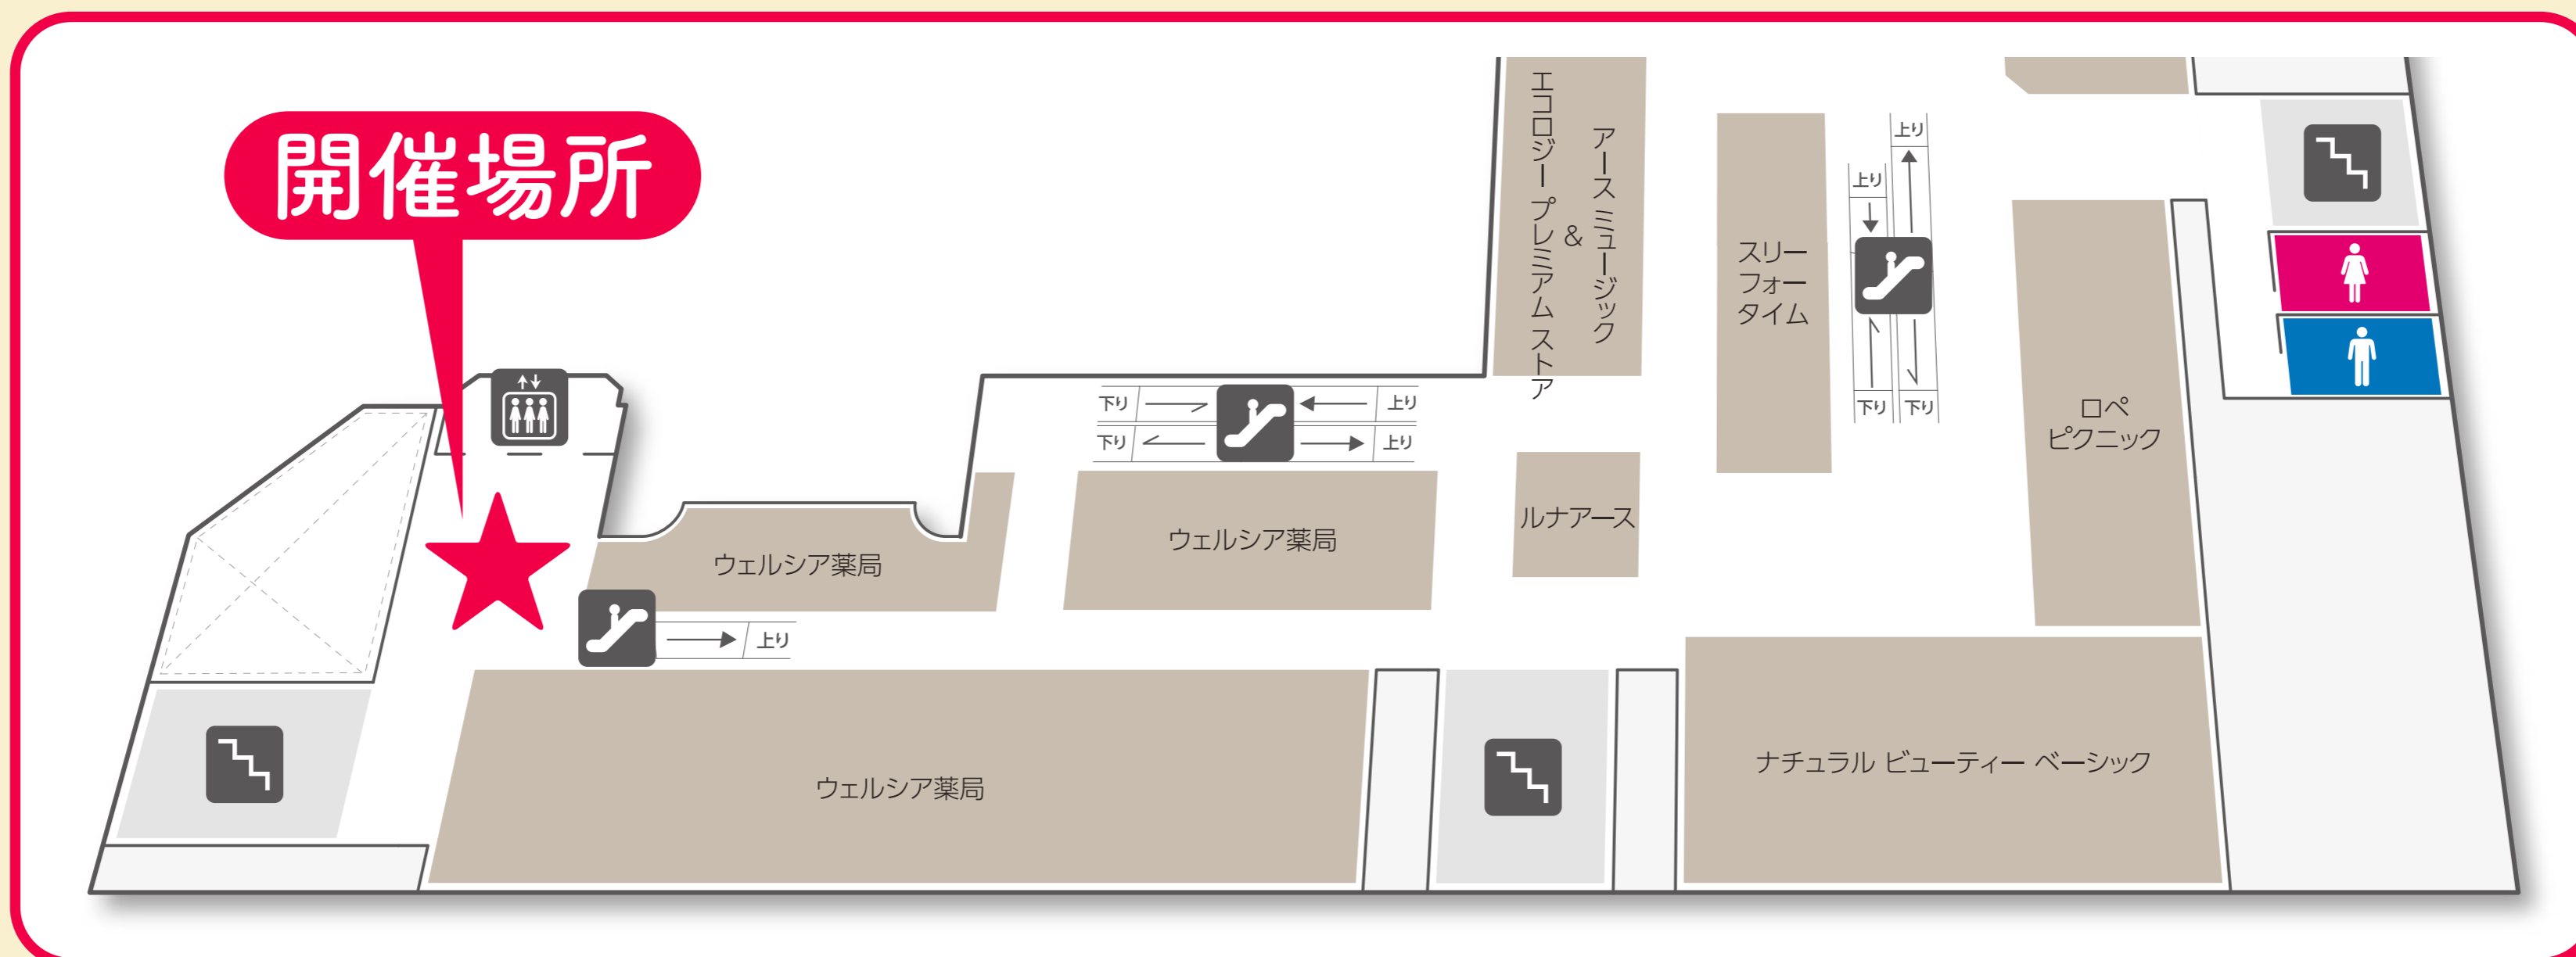 開催場所
アース ミュージック
&
エコロジー プレミアム ストア
スリー
フォー
タイム
上り
上り
下り
下り
ロペ
ピクニック
下り
上り
下り
上り
ルナアース
ウェルシア薬局
ウェルシア薬局
上り
ウェルシア薬局
ナチュラル ビューティー ベーシック